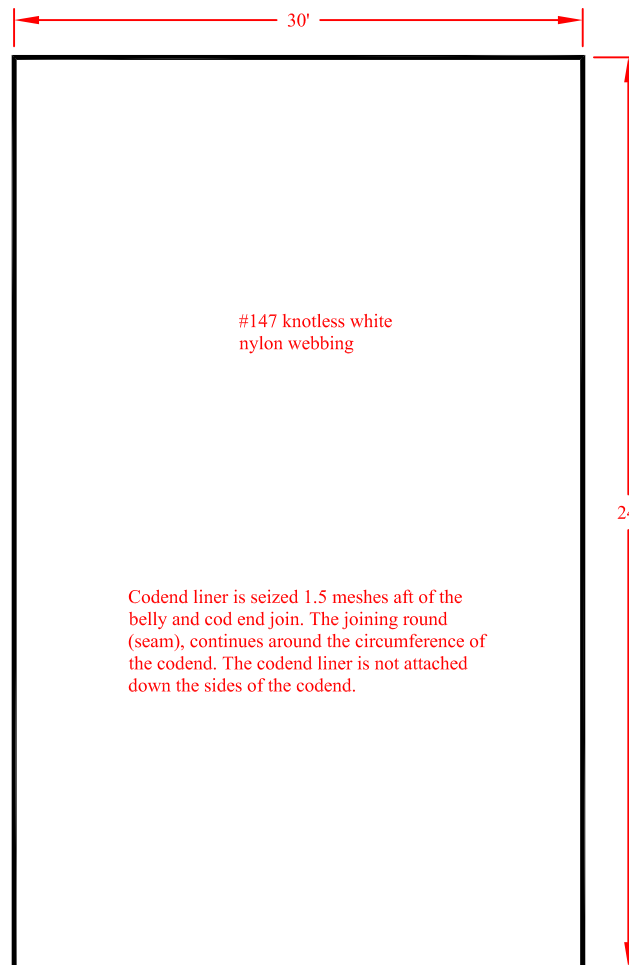 30'
#147 knotless white
nylon webbing
Codend liner is seized 1.5 meshes aft of the
belly and cod end join. The joining round
(seam), continues around the circumference of
the codend. The codend liner is not attached
down the sides of the codend.